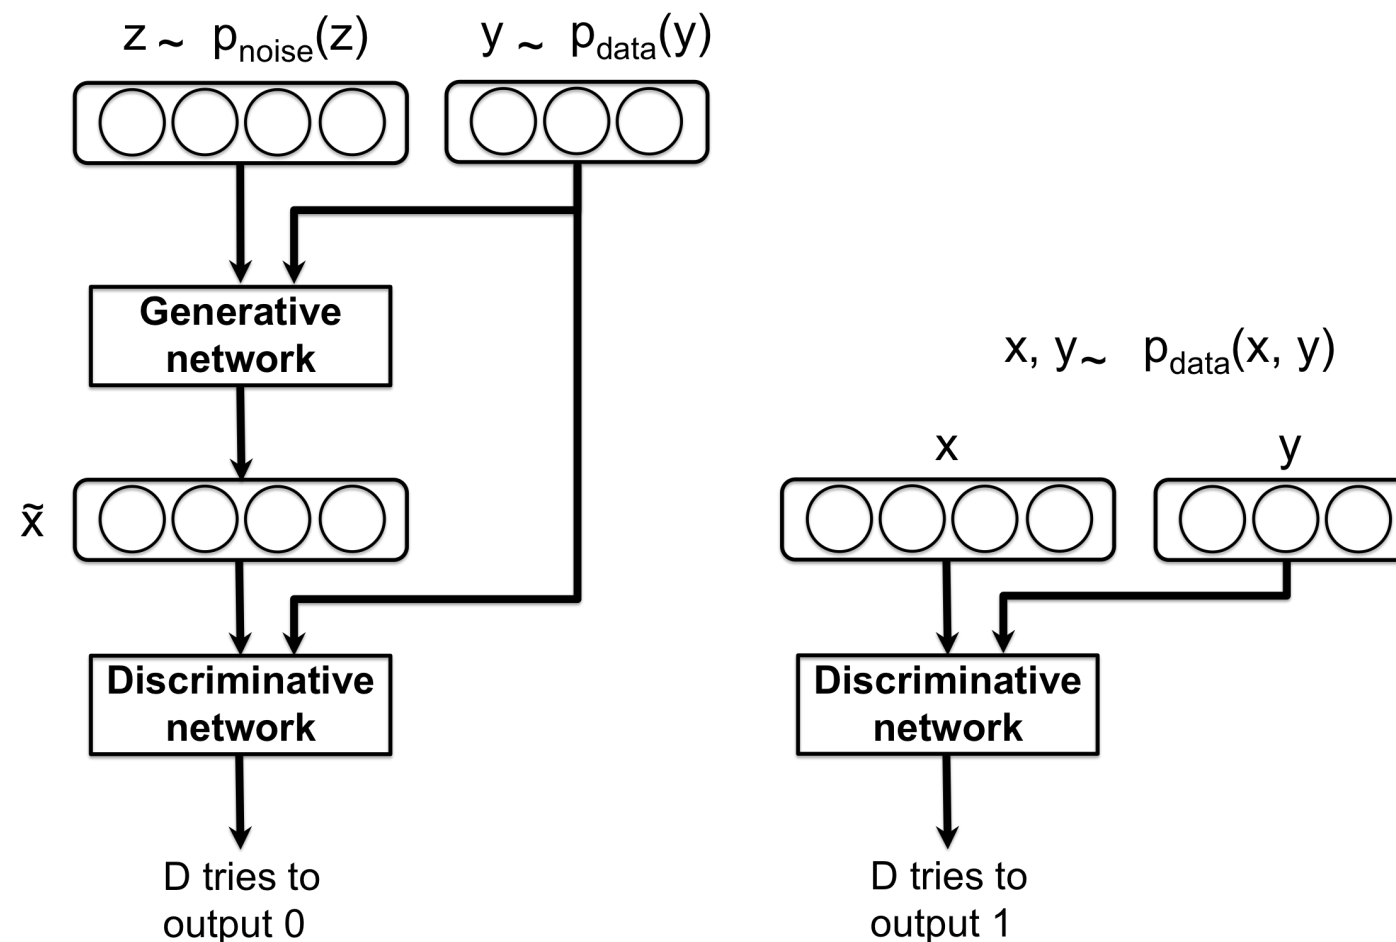 z ~ p_noise(z)
y ~ p_data(y)
Generative
network
x̃
Discriminative
network
D tries to
output 0
x, y ~ p_data(x, y)
x
y
Discriminative
network
D tries to
output 1